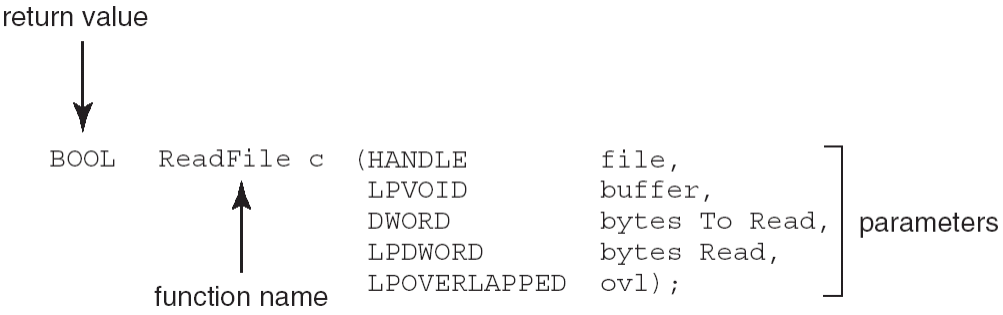 return value
BOOL ReadFile c (HANDLE file,
LPVOID buffer,
DWORD bytes To Read,
LPDWORD bytes Read,
LPOVERLAPPED ovl);
parameters
function name